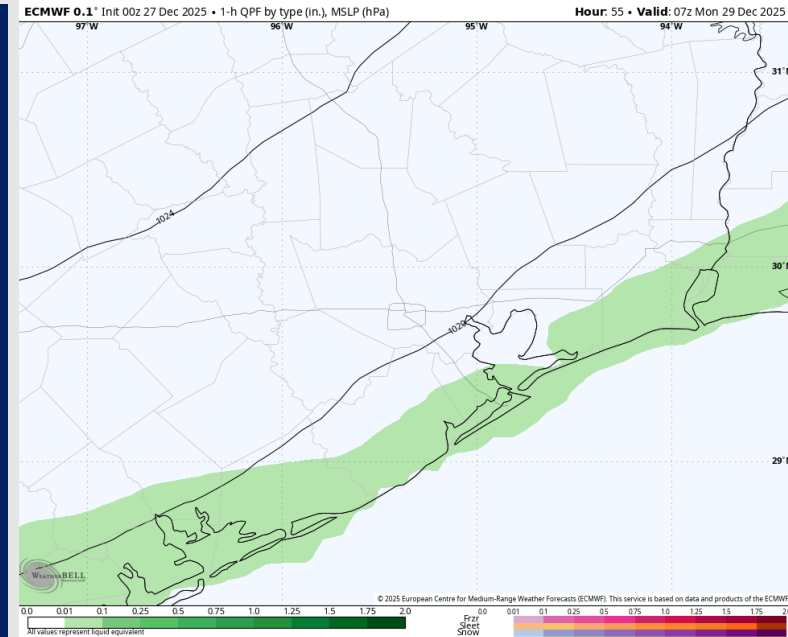 ECMWF 0.1° Init 00z 27 Dec 2025 • 1-h QPF by type (in.), MSLP (hPa)
Hour: 55 • Valid: 07z Mon 29 Dec 2025
97°W 96°W 95°W 94°W
31°N
1024
30°N
1020
29°N
WEATHERBELL
© 2025 European Centre for Medium-Range Weather Forecasts (ECMWF). This service is based on data and products of the ECMWF
0.0 0.01 0.1 0.25 0.5 0.75 1.0 1.25 1.5 1.75 2.0
All values represent liquid equivalent
0.0 0.01 0.1 0.25 0.5 0.75 1.0 1.25 1.5 1.75 2.0
Frzr
Sleet
Snow